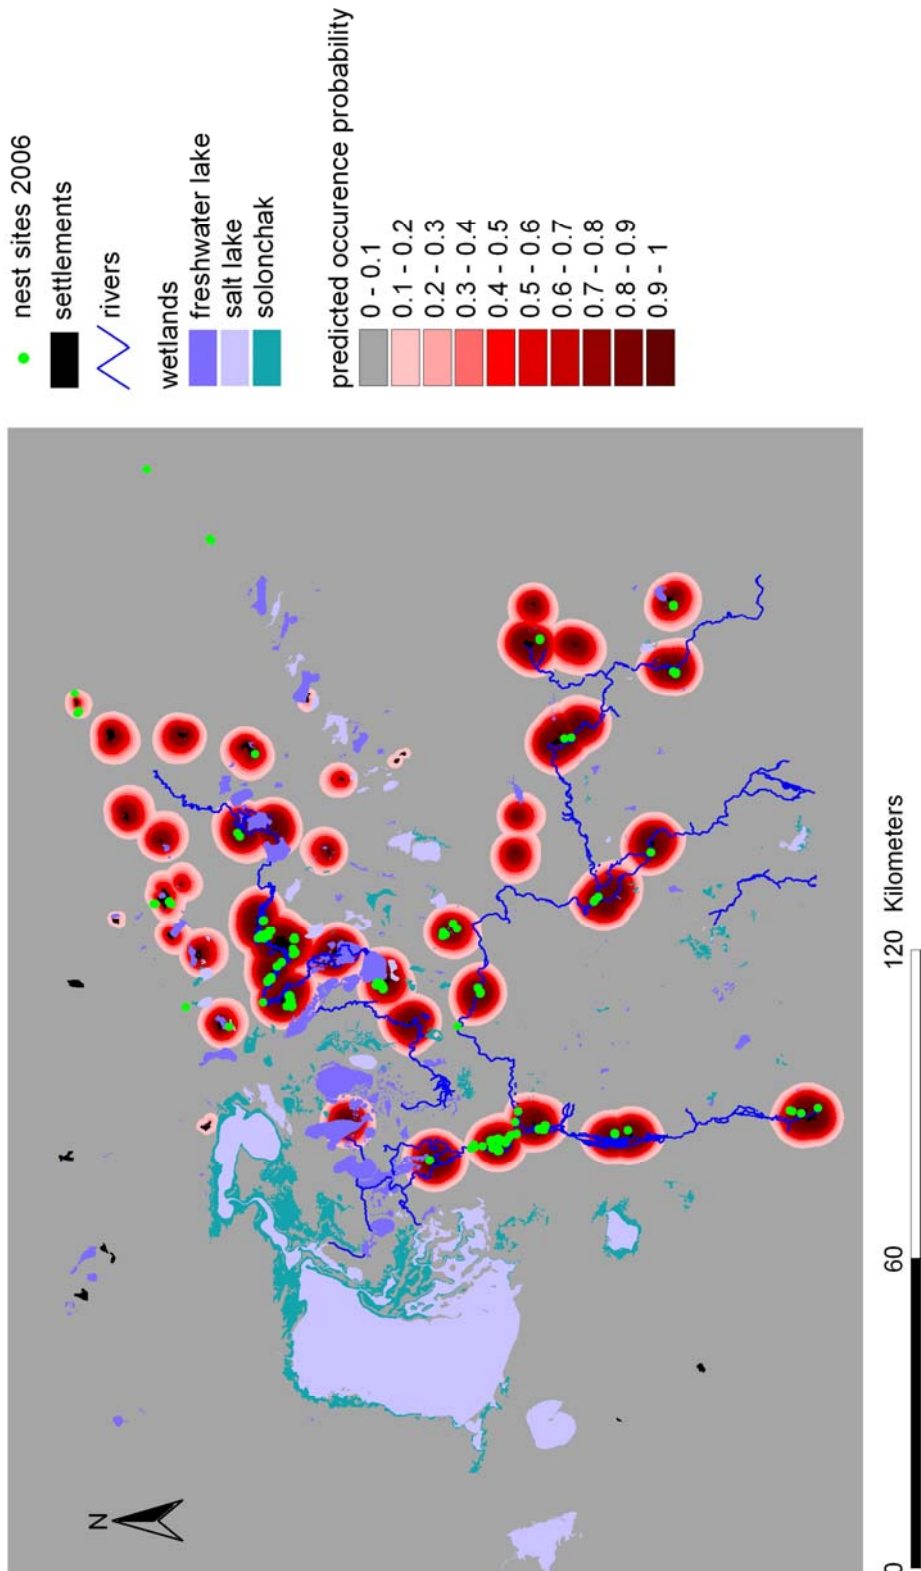 nest sites 2006
settlements
rivers
wetlands
freshwater lake
salt lake
solonchak
predicted occurence probability
0 - 0.1
0.1 - 0.2
0.2 - 0.3
0.3 - 0.4
0.4 - 0.5
0.5 - 0.6
0.6 - 0.7
0.7 - 0.8
0.8 - 0.9
0.9 - 1
N
0 60 120 Kilometers